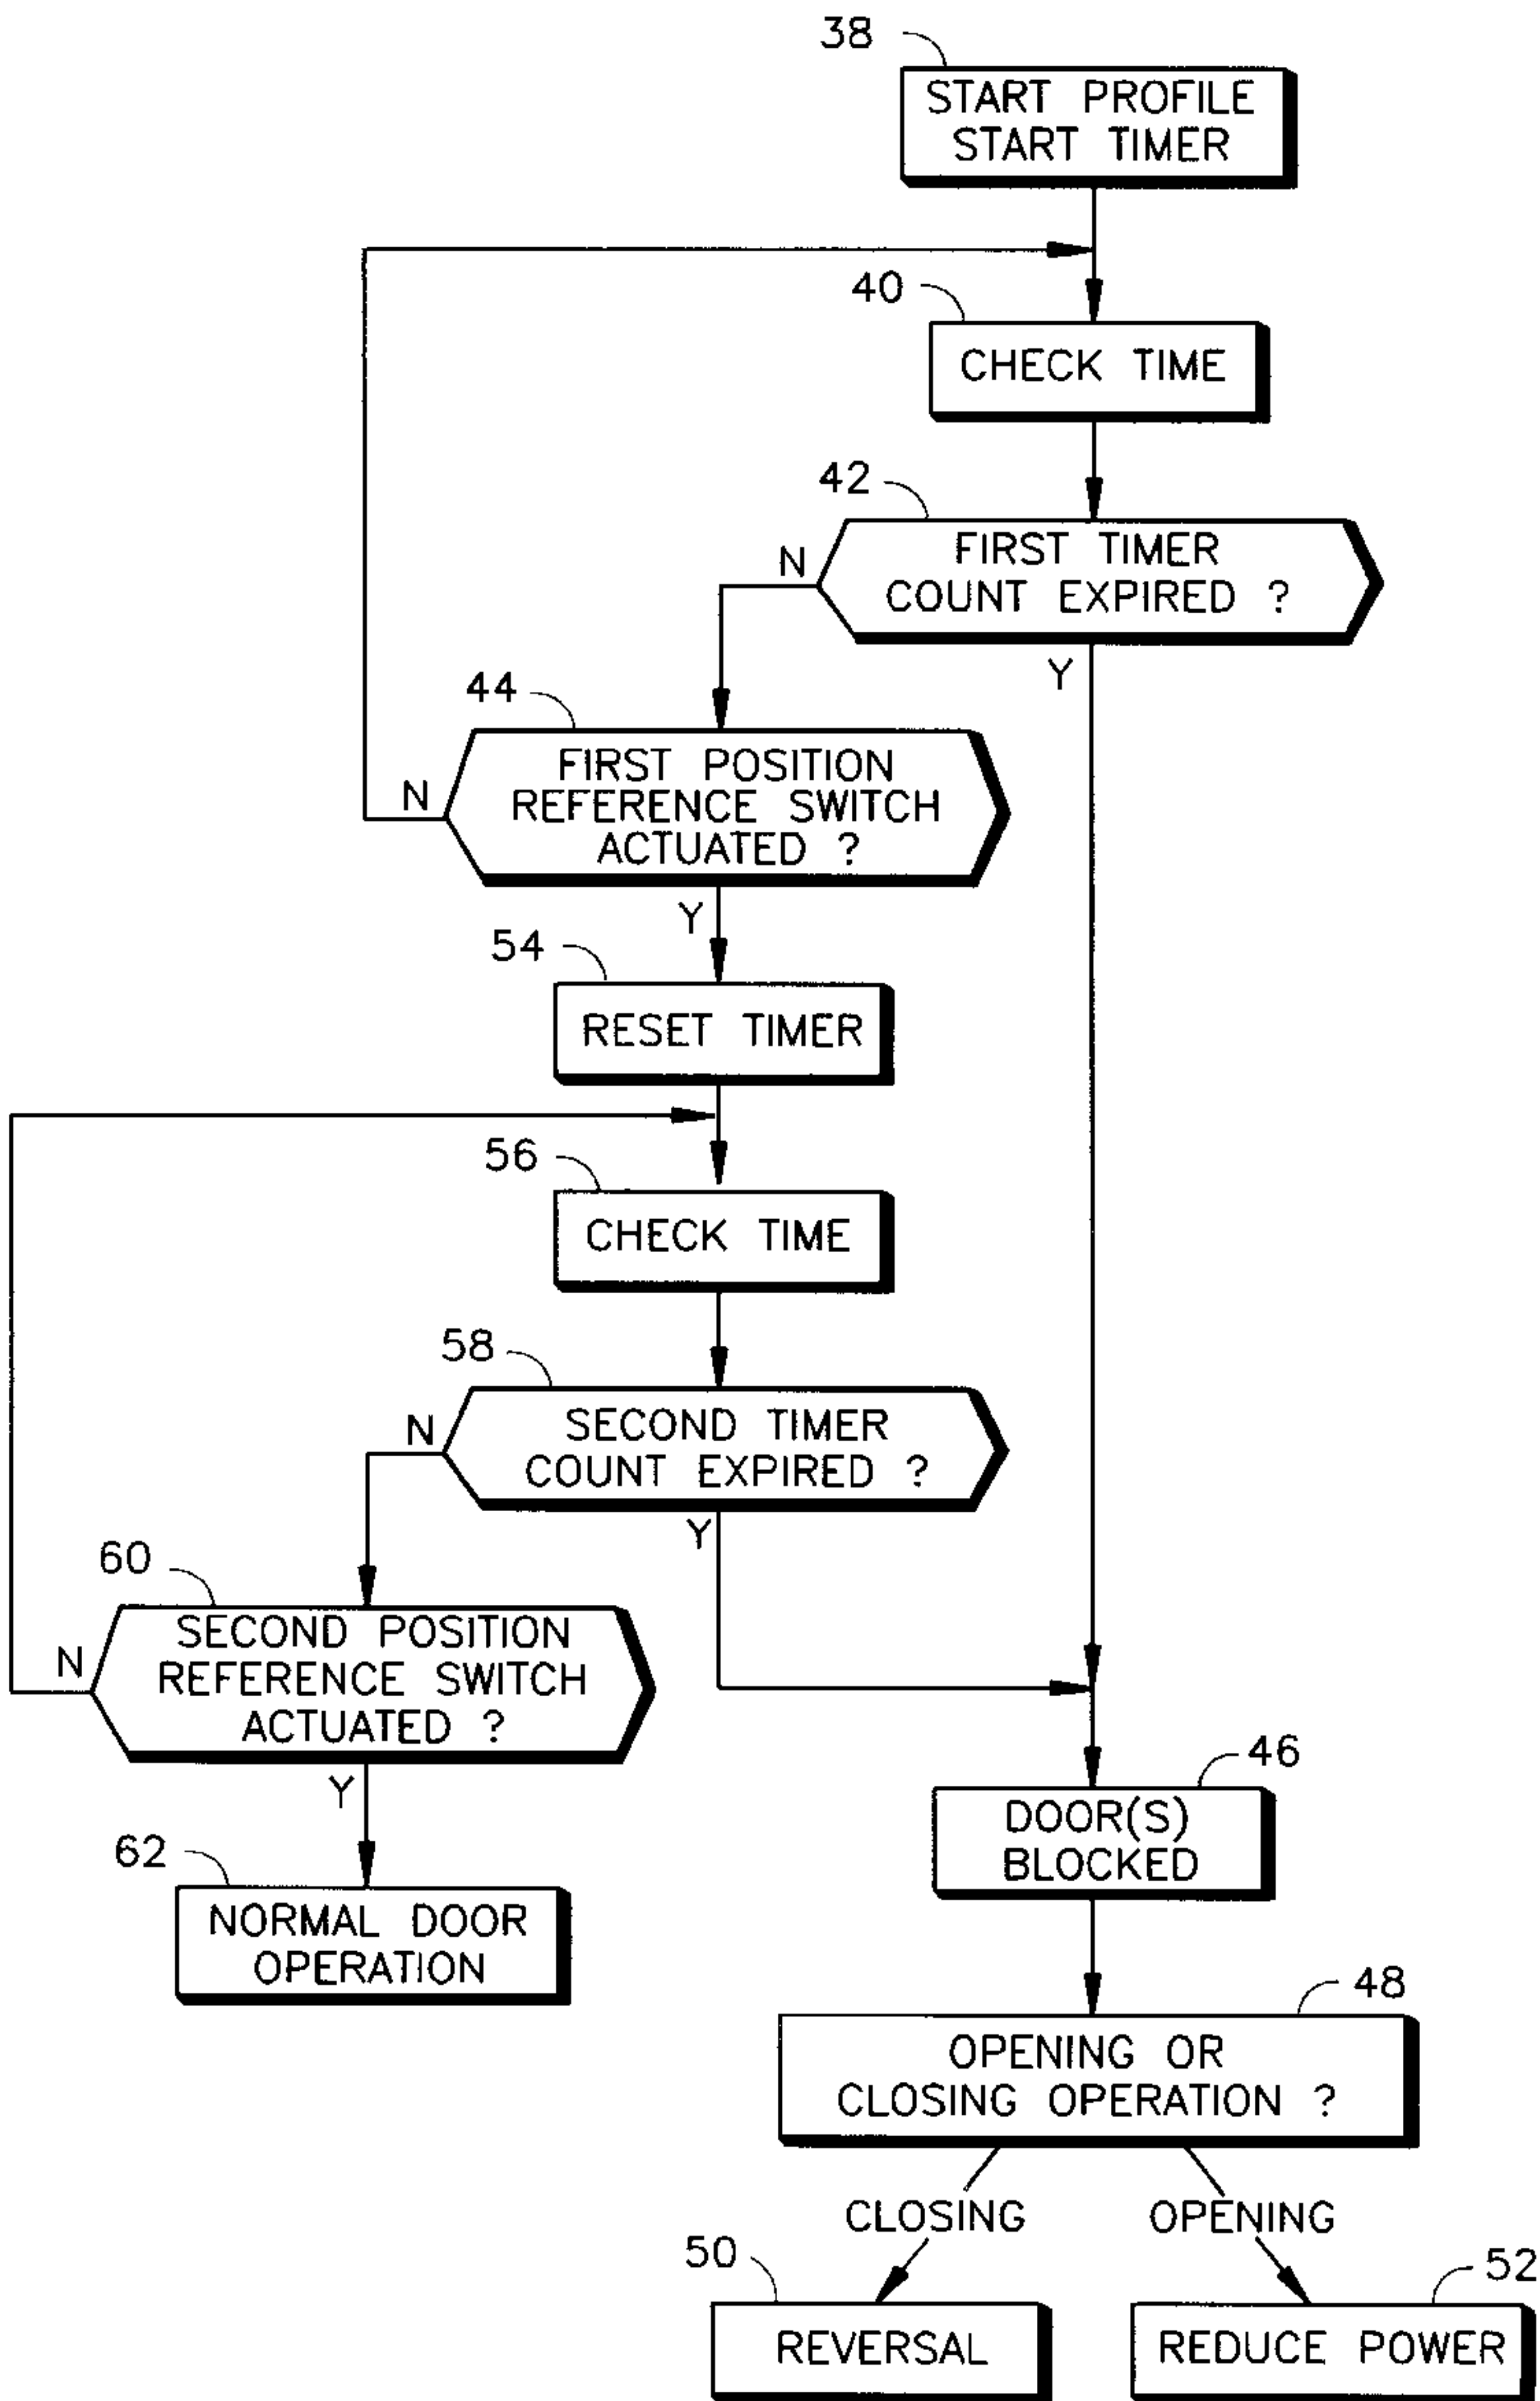 38
START PROFILE
START TIMER
40
CHECK TIME
42
FIRST TIMER
COUNT EXPIRED ?
N
Y
44
FIRST POSITION
REFERENCE SWITCH
ACTUATED ?
N
Y
54
RESET TIMER
56
CHECK TIME
58
SECOND TIMER
COUNT EXPIRED ?
N
Y
60
SECOND POSITION
REFERENCE SWITCH
ACTUATED ?
N
Y
62
NORMAL DOOR
OPERATION
46
DOOR(S)
BLOCKED
48
OPENING OR
CLOSING OPERATION ?
CLOSING
OPENING
50
REVERSAL
52
REDUCE POWER